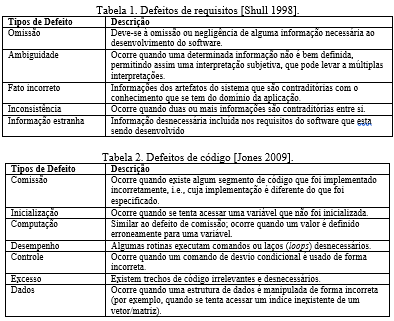 Tabela 1. Defeitos de requisitos [Shull 1998].
Tipos de Defeito Descrição
Omissão Deve-se à omissão ou negligência de alguma informação necessária ao
desenvolvimento do software.
Ambiguidade Ocorre quando uma determinada informação não é bem definida,
permitindo assim uma interpretação subjetiva, que pode levar a múltiplas
interpretações.
Fato incorreto Informações dos artefatos do sistema que são contraditórias com o
conhecimento que se tem do domínio da aplicação.
Inconsistência Ocorre quando duas ou mais informações são contraditórias entre si.
Informação estranha Informação desnecessária incluída nos requisitos do software que esta
sendo desenvolvido
Tabela 2. Defeitos de código [Jones 2009].
Tipos de Defeito Descrição
Comissão Ocorre quando existe algum segmento de código que foi implementado
incorretamente, i.e., cuja implementação é diferente do que foi
especificado.
Inicialização Ocorre quando se tenta acessar uma variável que não foi inicializada.
Computação Similar ao defeito de comissão; ocorre quando um valor é definido
erroneamente para uma variável.
Desempenho Algumas rotinas executam comandos ou laços (loops) desnecessários.
Controle Ocorre quando um comando de desvio condicional é usado de forma
incorreta.
Excesso Existem trechos de código irrelevantes e desnecessários.
Dados Ocorre quando uma estrutura de dados é manipulada de forma incorreta
(por exemplo, quando se tenta acessar um índice inexistente de um
vetor/matriz).